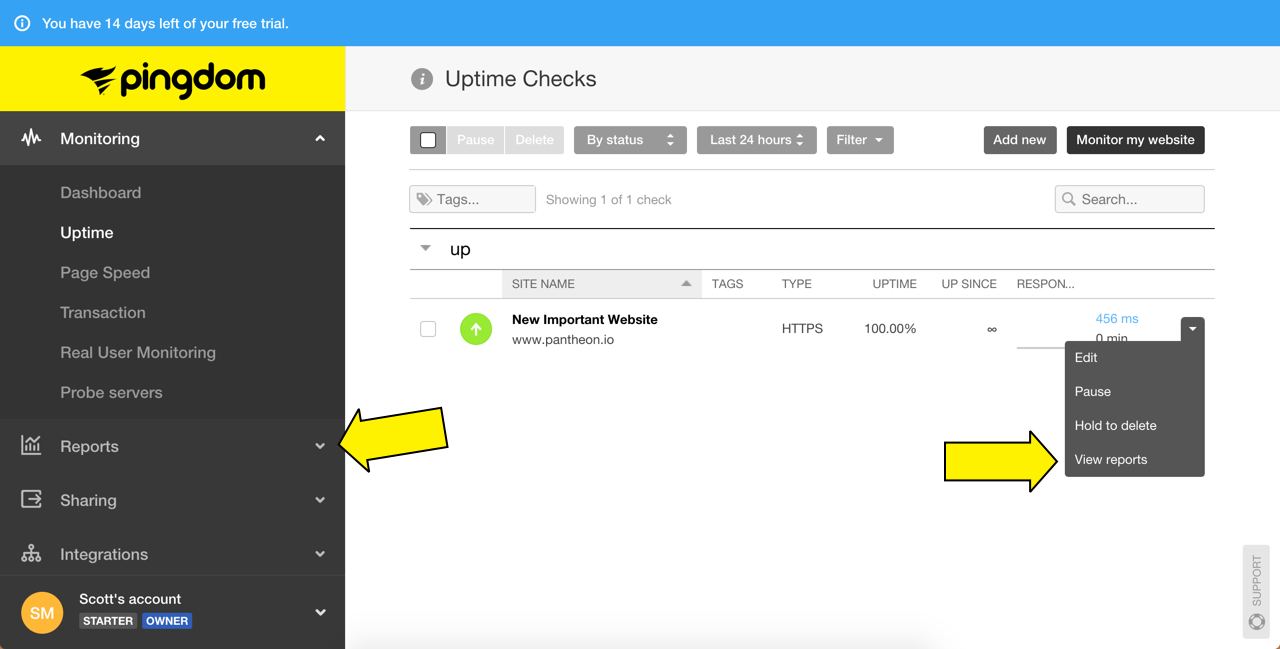 You have 14 days left of your free trial.
pingdom
Monitoring
Dashboard
Uptime
Page Speed
Transaction
Real User Monitoring
Probe servers
Reports
Sharing
Integrations
SM
Scott's account
STARTER OWNER
Uptime Checks
Pause Delete By status Last 24 hours Filter Add new Monitor my website
Tags... Showing 1 of 1 check Search...
up
SITE NAME TAGS TYPE UPTIME UP SINCE RESPON...
New Important Website
www.pantheon.io
HTTPS 100.00% ∞
456 ms
0 min
Edit
Pause
Hold to delete
View reports
SUPPORT